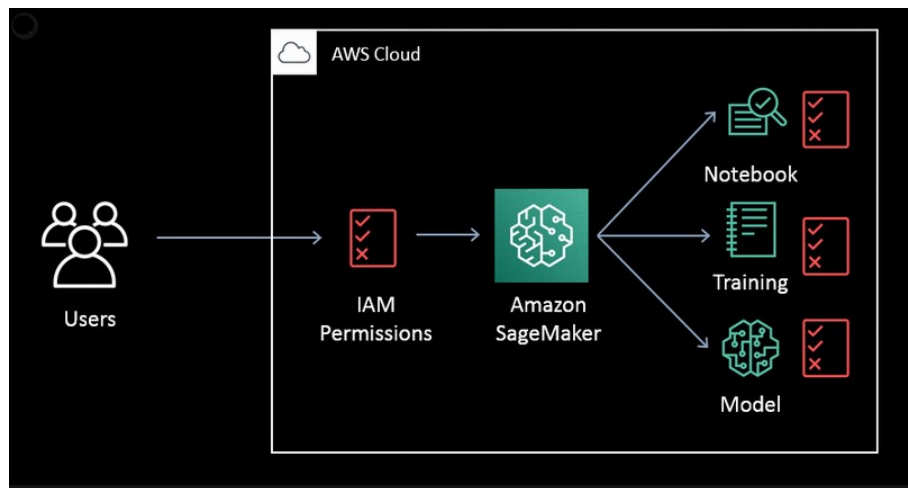 AWS Cloud
Notebook
Users
IAM
Permissions
Amazon
SageMaker
Training
Model